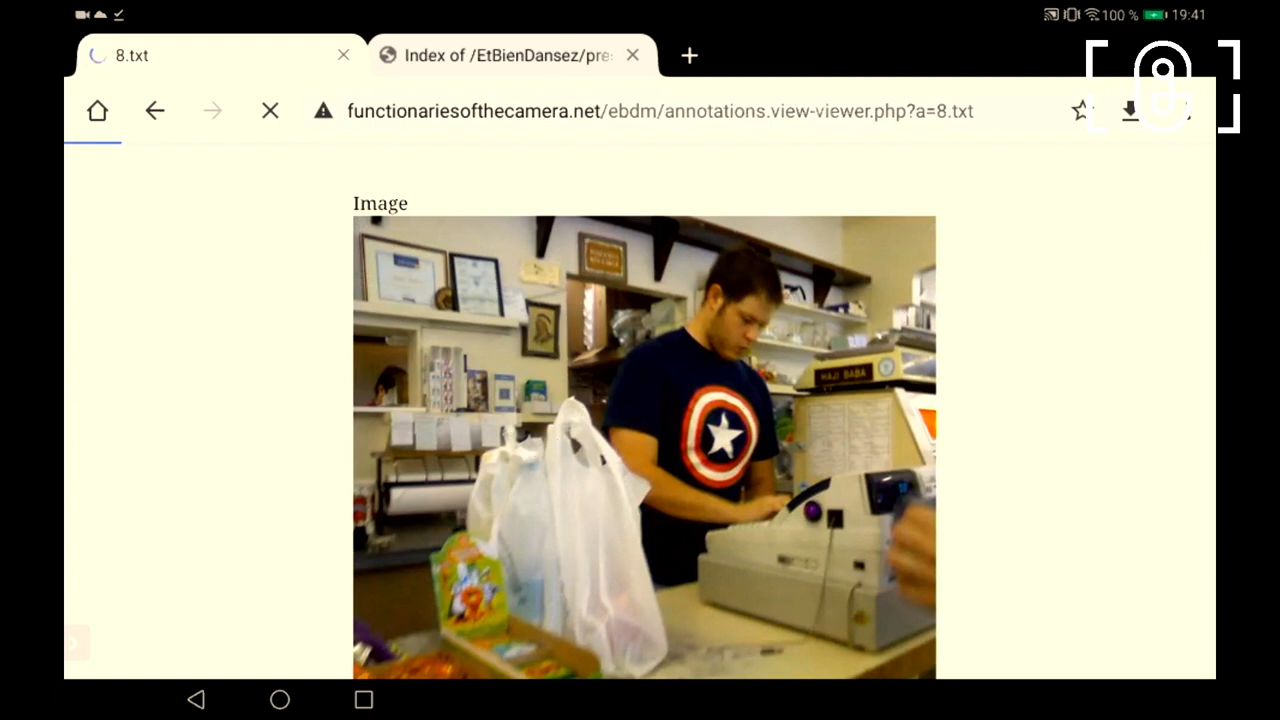 100 % 19:41
8.txt
Index of /EtBienDansez/pre
functionariesofthecamera.net/ebdm/annotations.view-viewer.php?a=8.txt
Image
HAJI BABA